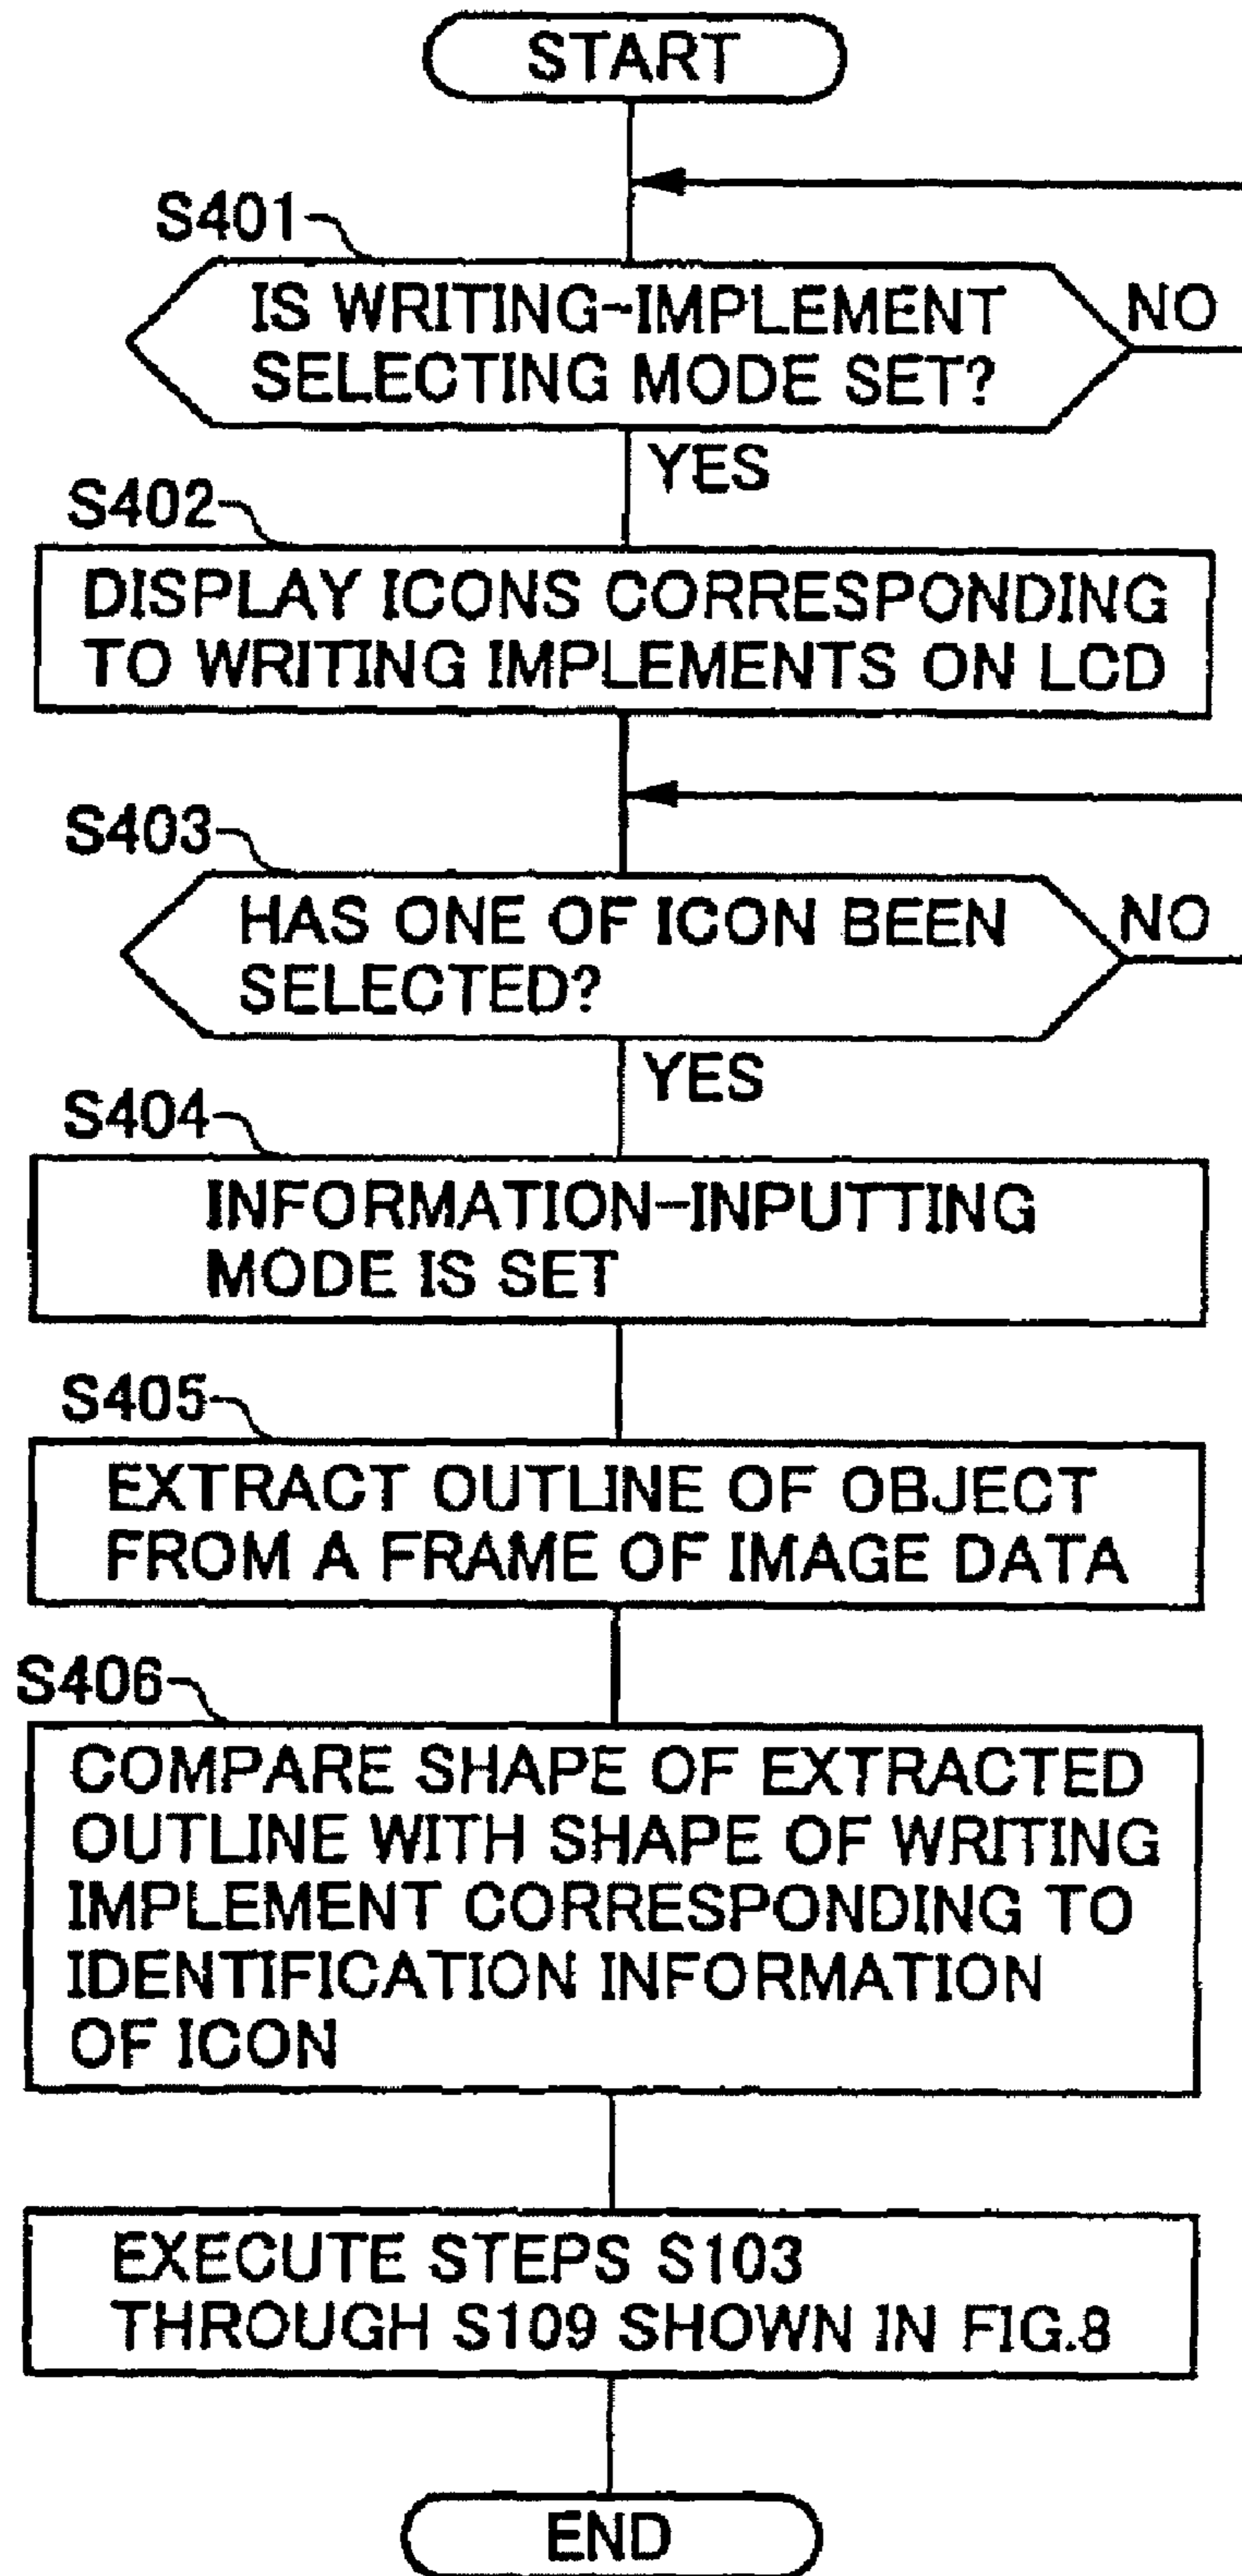 START
S401
IS WRITING-IMPLEMENT
SELECTING MODE SET?
NO
YES
S402
DISPLAY ICONS CORRESPONDING
TO WRITING IMPLEMENTS ON LCD
S403
HAS ONE OF ICON BEEN
SELECTED?
NO
YES
S404
INFORMATION-INPUTTING
MODE IS SET
S405
EXTRACT OUTLINE OF OBJECT
FROM A FRAME OF IMAGE DATA
S406
COMPARE SHAPE OF EXTRACTED
OUTLINE WITH SHAPE OF WRITING
IMPLEMENT CORRESPONDING TO
IDENTIFICATION INFORMATION
OF ICON
EXECUTE STEPS S103
THROUGH S109 SHOWN IN FIG.8
END